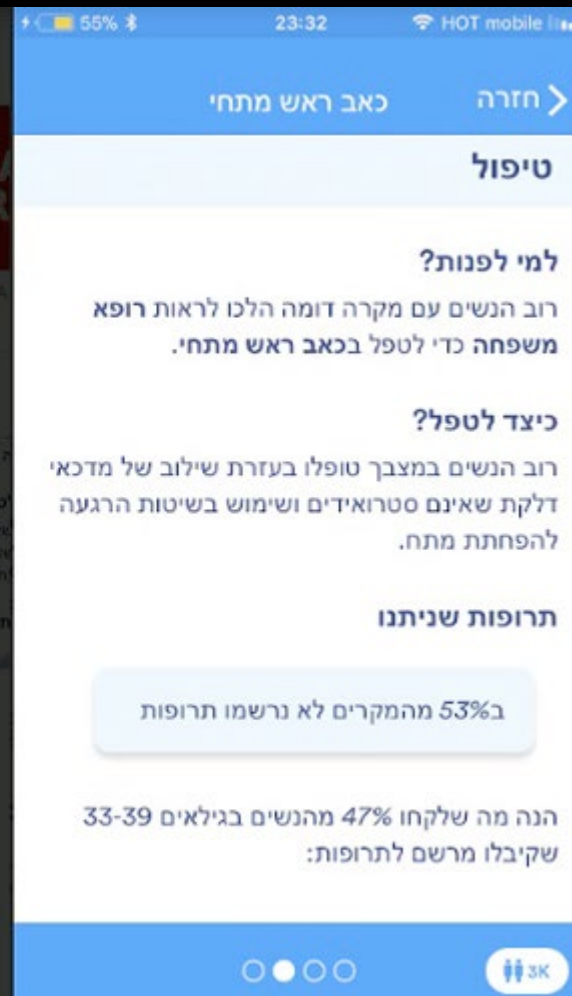 55% 23:32 HOT mobile
חזרה
כאב ראש מתחי
טיפול
למי לפנות?
רוב הנשים עם מקרה דומה הלכו לראות רופא
משפחה כדי לטפל בכאב ראש מתחי.
כיצד לטפל?
רוב הנשים במצבך טופלו בעזרת שילוב של מדכאי
דלקת שאינם סטרואידים ושימוש בשיטות הרגעה
להפחתת מתח.
תרופות שניתנו
ב53% מהמקרים לא נרשמו תרופות
הנה מה שלקחו 47% מהנשים בגילאים 33-39
שקיבלו מרשם לתרופות:
3K